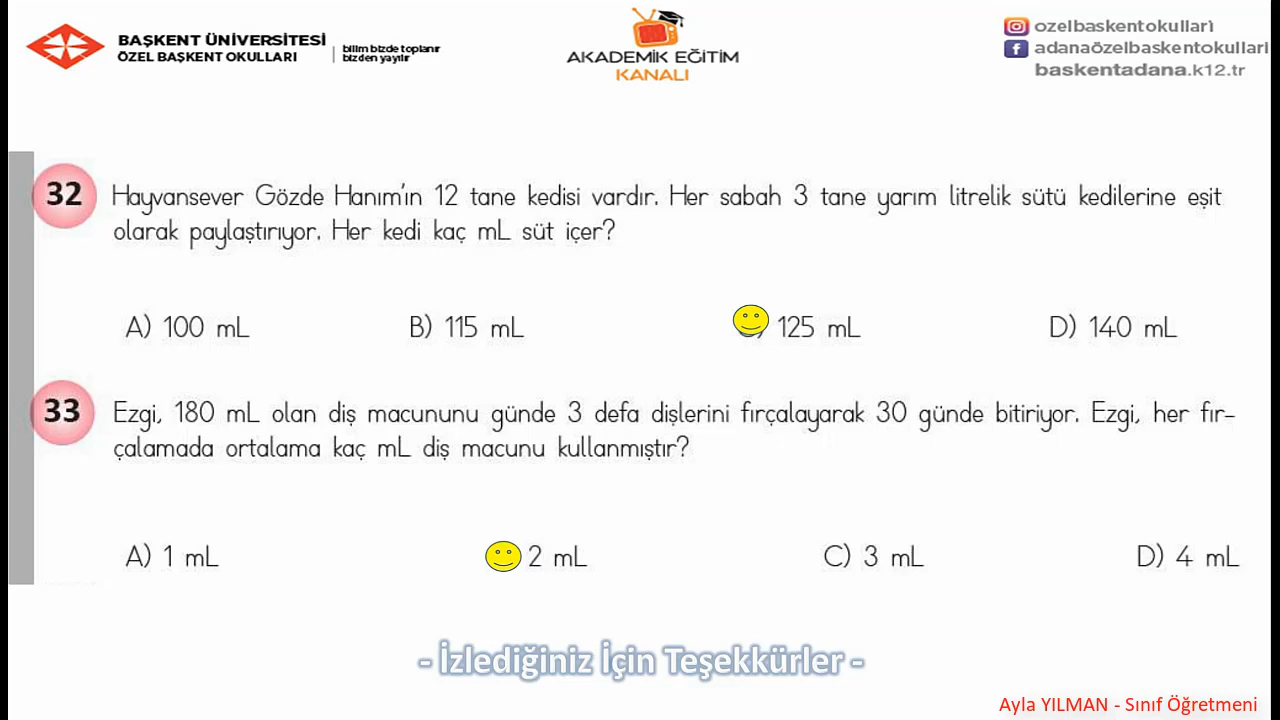 BAŞKENT ÜNİVERSİTESİ
ÖZEL BAŞKENT OKULLARI
bilim bizde toplanır
bizden yayılır
AKADEMİK EĞİTİM
KANALI
ozelbaskentokullari
adanaözelbaskentokullari
baskentadana.k12.tr
32 Hayvansever Gözde Hanım'ın 12 tane kedisi vardır. Her sabah 3 tane yarım litrelik sütü kedilerine eşit
olarak paylaştırıyor. Her kedi kaç mL süt içer?
A) 100 mL B) 115 mL 125 mL D) 140 mL
33 Ezgi, 180 mL olan diş macununu günde 3 defa dişlerini fırçalayarak 30 günde bitiriyor. Ezgi, her fır-
çalamada ortalama kaç mL diş macunu kullanmıştır?
A) 1 mL 2 mL C) 3 mL D) 4 mL
- İzlediğiniz İçin Teşekkürler -
Ayla YILMAN - Sınıf Öğretmeni